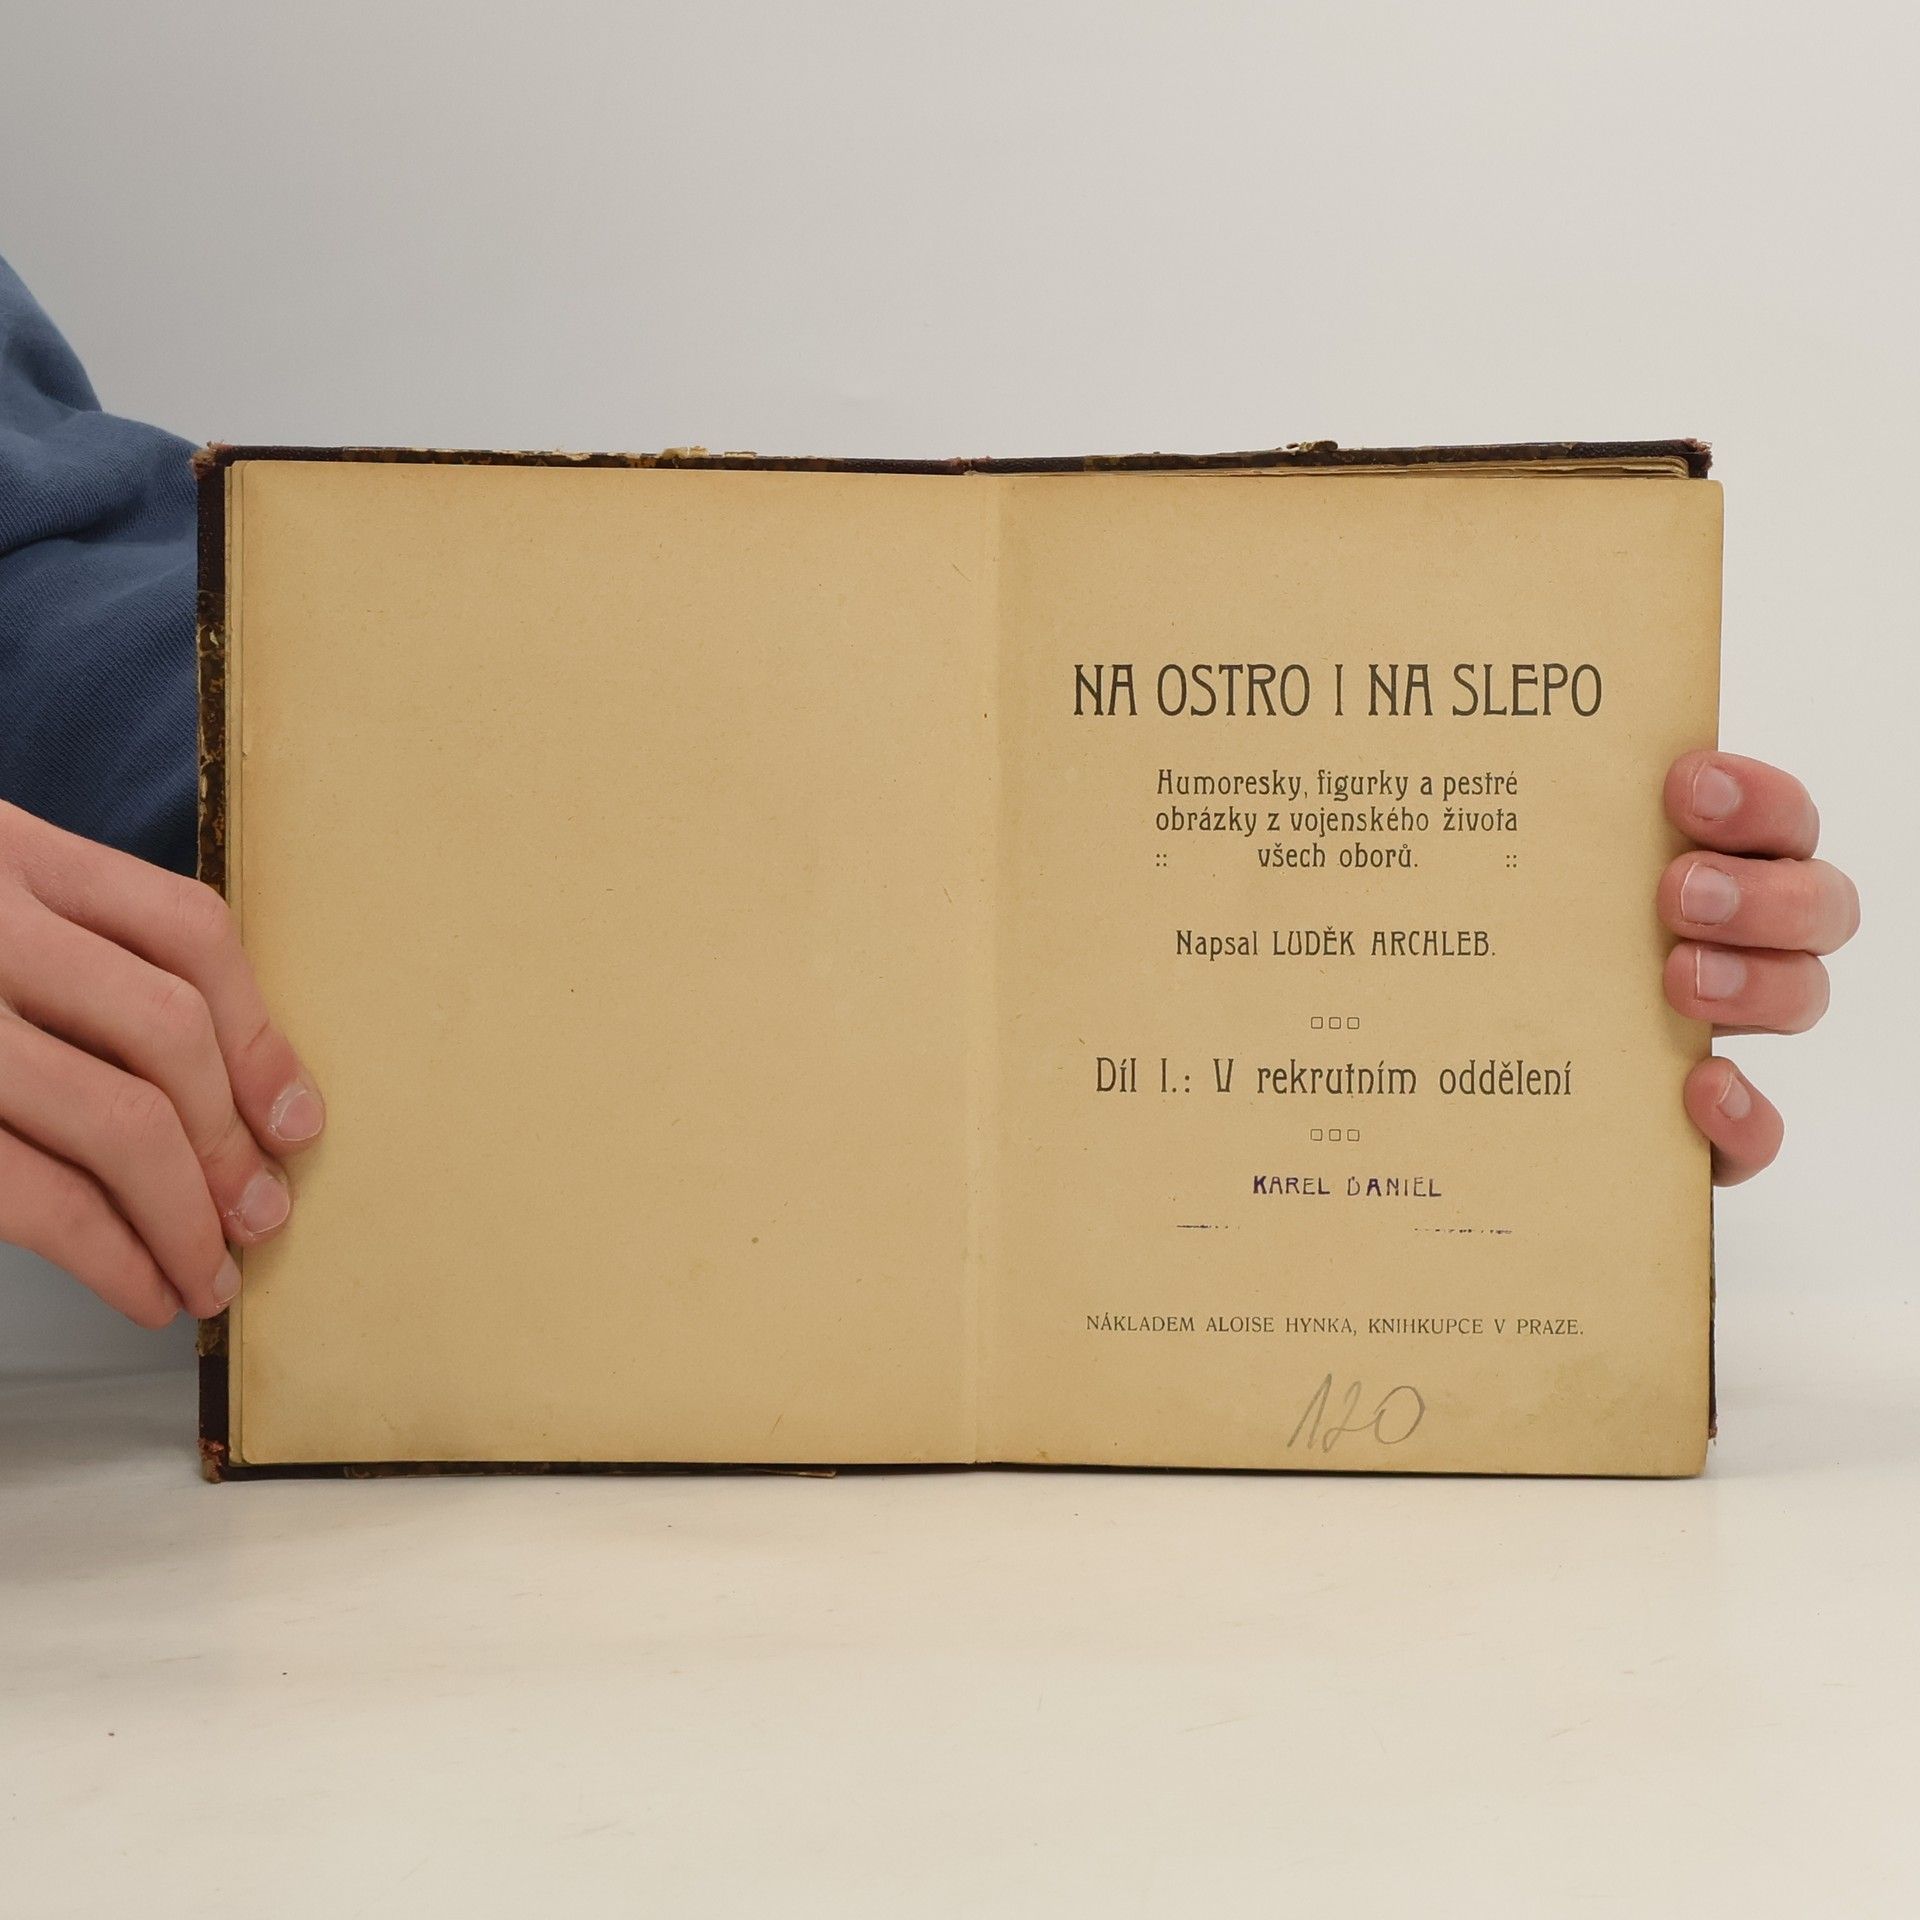 NA OSTRO I NA SLEPO
Humoresky, figurky a pestré
obrázky z vojenského života
:: všech oborů. ::
Napsal LUDĚK ARCHLEB.
Díl I.: V rekrutním oddělení
KAREL DANIEL
NÁKLADEM ALOISE HYNKA, KNIHKUPCE V PRAZE.
120